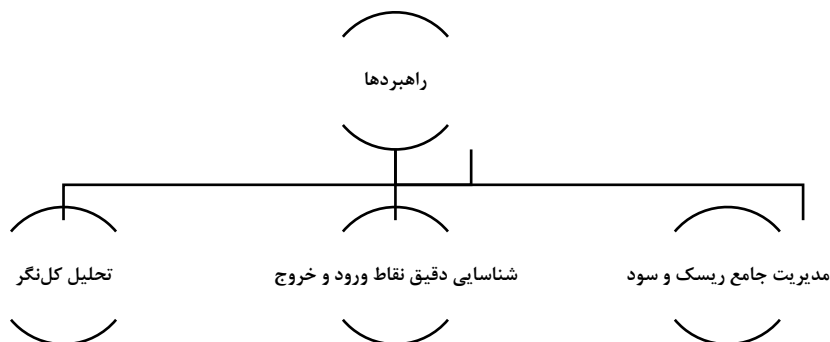 راهبردها
مدیریت جامع ریسک و سود
شناسایی دقیق نقاط ورود و خروج
تحلیل کل‌نگر